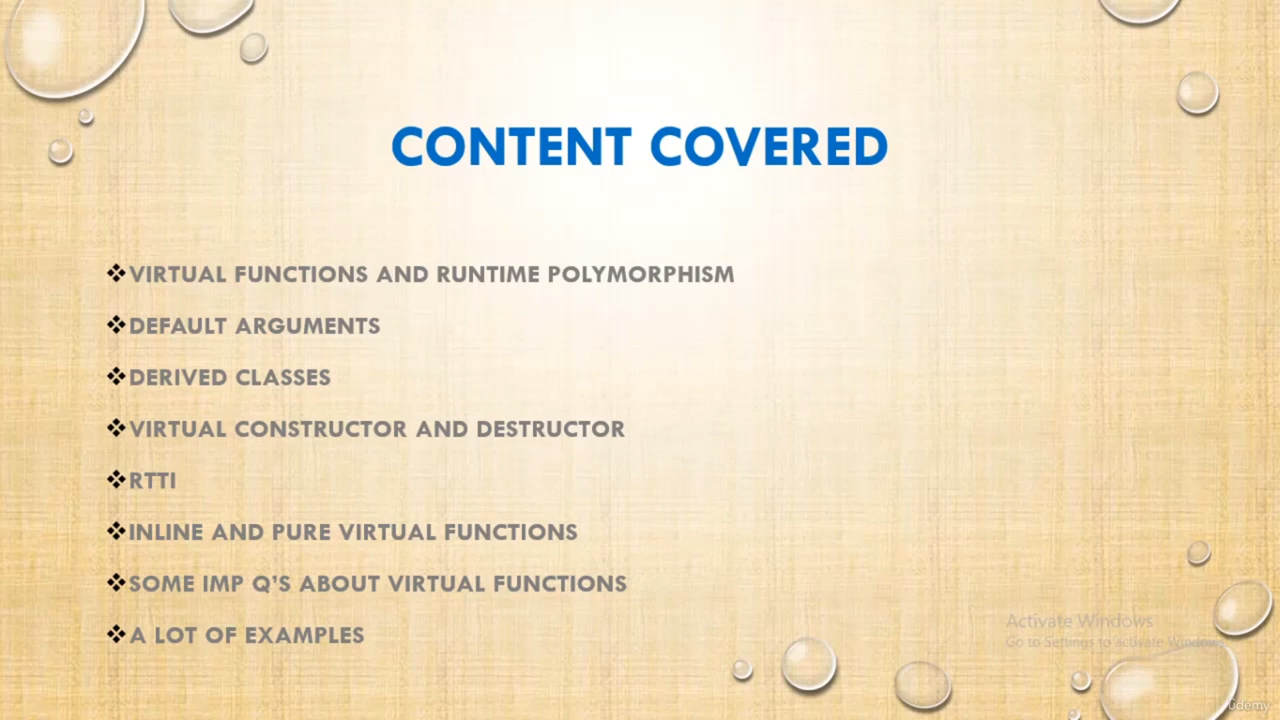 CONTENT COVERED
❖VIRTUAL FUNCTIONS AND RUNTIME POLYMORPHISM
❖DEFAULT ARGUMENTS
❖DERIVED CLASSES
❖VIRTUAL CONSTRUCTOR AND DESTRUCTOR
❖RTTI
❖INLINE AND PURE VIRTUAL FUNCTIONS
❖SOME IMP Q'S ABOUT VIRTUAL FUNCTIONS
❖A LOT OF EXAMPLES
Activate Windows
Go to Settings to activate Windows.
ûdemy